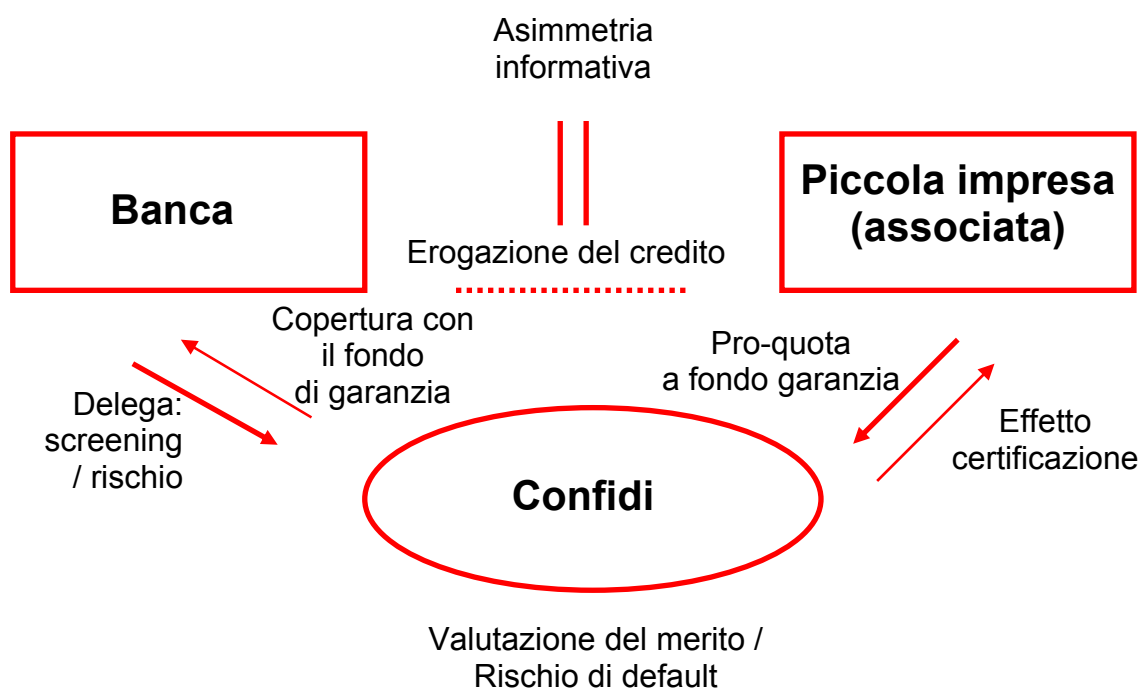 Asimmetria
informativa
Banca
Piccola impresa
(associata)
Erogazione del credito
Copertura con
il fondo
di garanzia
Pro-quota
a fondo garanzia
Delega:
screening
/ rischio
Effetto
certificazione
Confidi
Valutazione del merito /
Rischio di default